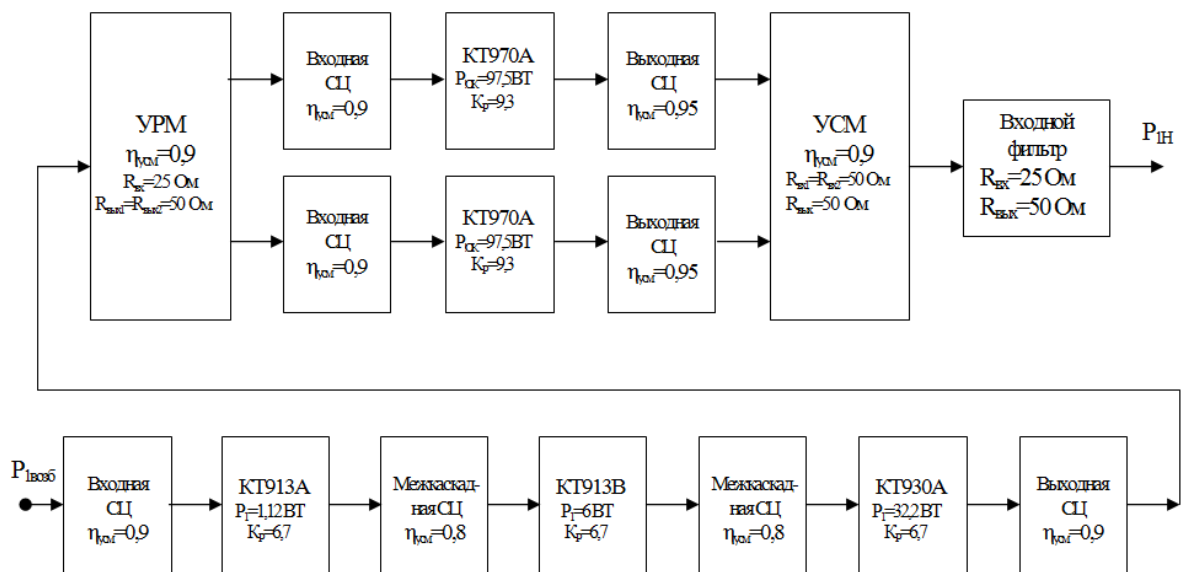 УРМ
ηусм=0,9
Rвх=25 Ом
Rвых1=Rвых2=50 Ом
Входная
СЦ
ηусм=0,9
КТ970А
РСК=97,5ВТ
КР=9,3
Выходная
СЦ
ηусм=0,95
Входная
СЦ
ηусм=0,9
КТ970А
РСК=97,5ВТ
КР=9,3
Выходная
СЦ
ηусм=0,95
УСМ
ηусм=0,9
Rвх1=Rвх2=50 Ом
Rвых=50 Ом
Входной
фильтр
RВХ=25 Ом
RВЫХ=50 Ом
Р1Н
Р1возб
Входная
СЦ
ηусм=0,9
КТ913А
Р1=1,12ВТ
КР=6,7
Межкаскад-
ная СЦ
ηусм=0,8
КТ913В
Р1=6ВТ
КР=6,7
Межкаскад-
ная СЦ
ηусм=0,8
КТ930А
Р1=32,2ВТ
КР=6,7
Выходная
СЦ
ηусм=0,9